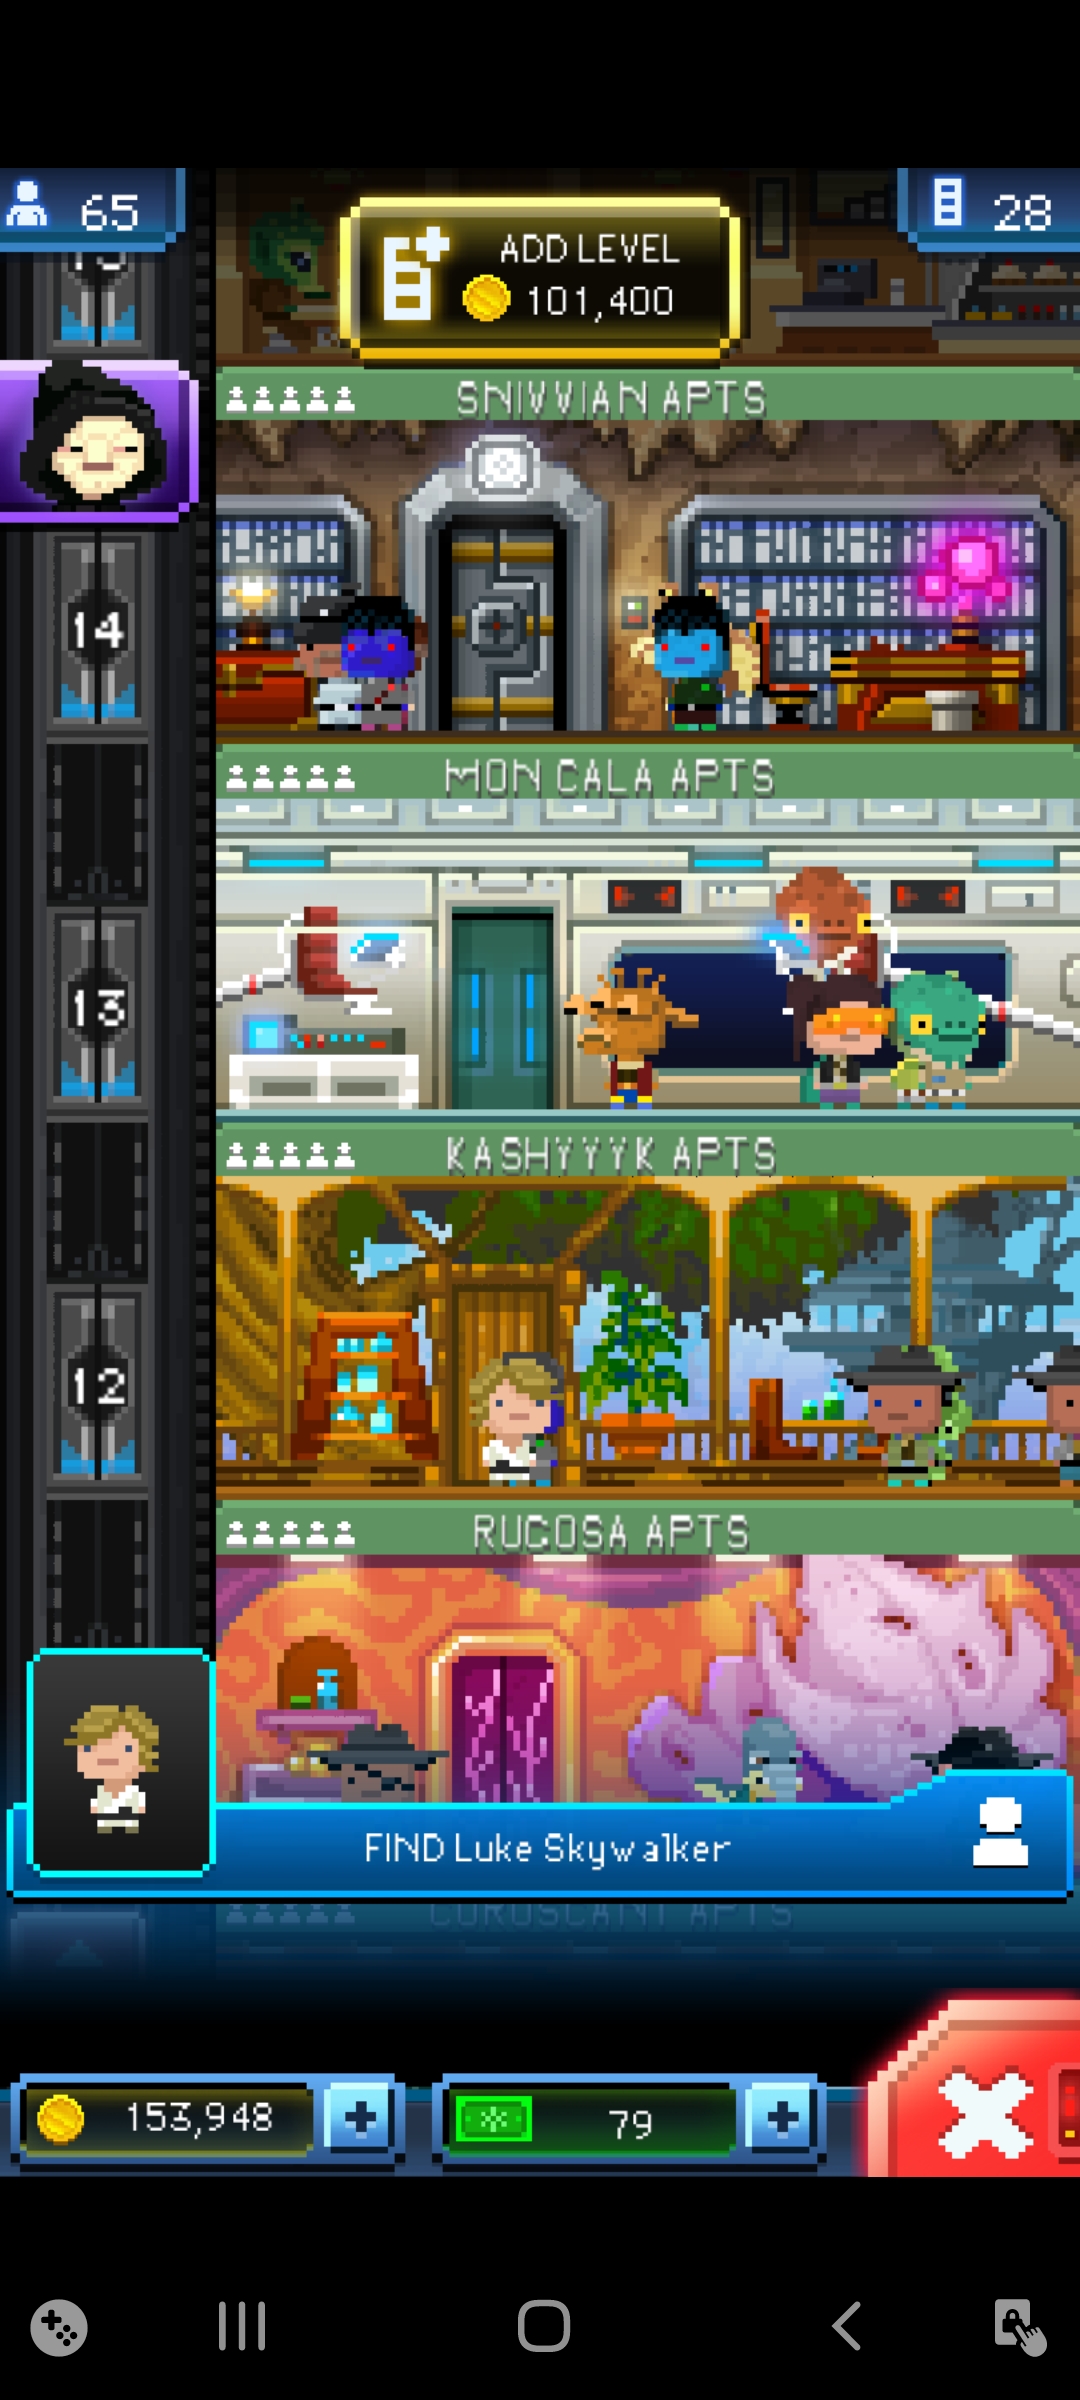 65
ADD LEVEL
101,400
28
SNIVVIAN APTS
14
MON CALA APTS
13
KASHYYYK APTS
12
RUCOSA APTS
FIND Luke Skywalker
CORUSCANT APTS
153,948
79